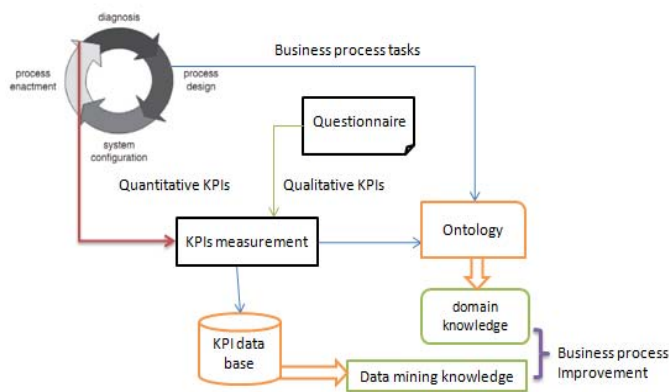 diagnosis
Business process tasks
process
enactment
process
design
Questionnaire
system
configuration
Quantitative KPIs
Qualitative KPIs
KPIs measurement
Ontology
domain
knowledge
KPI data
base
Data mining knowledge
Business process
Improvement